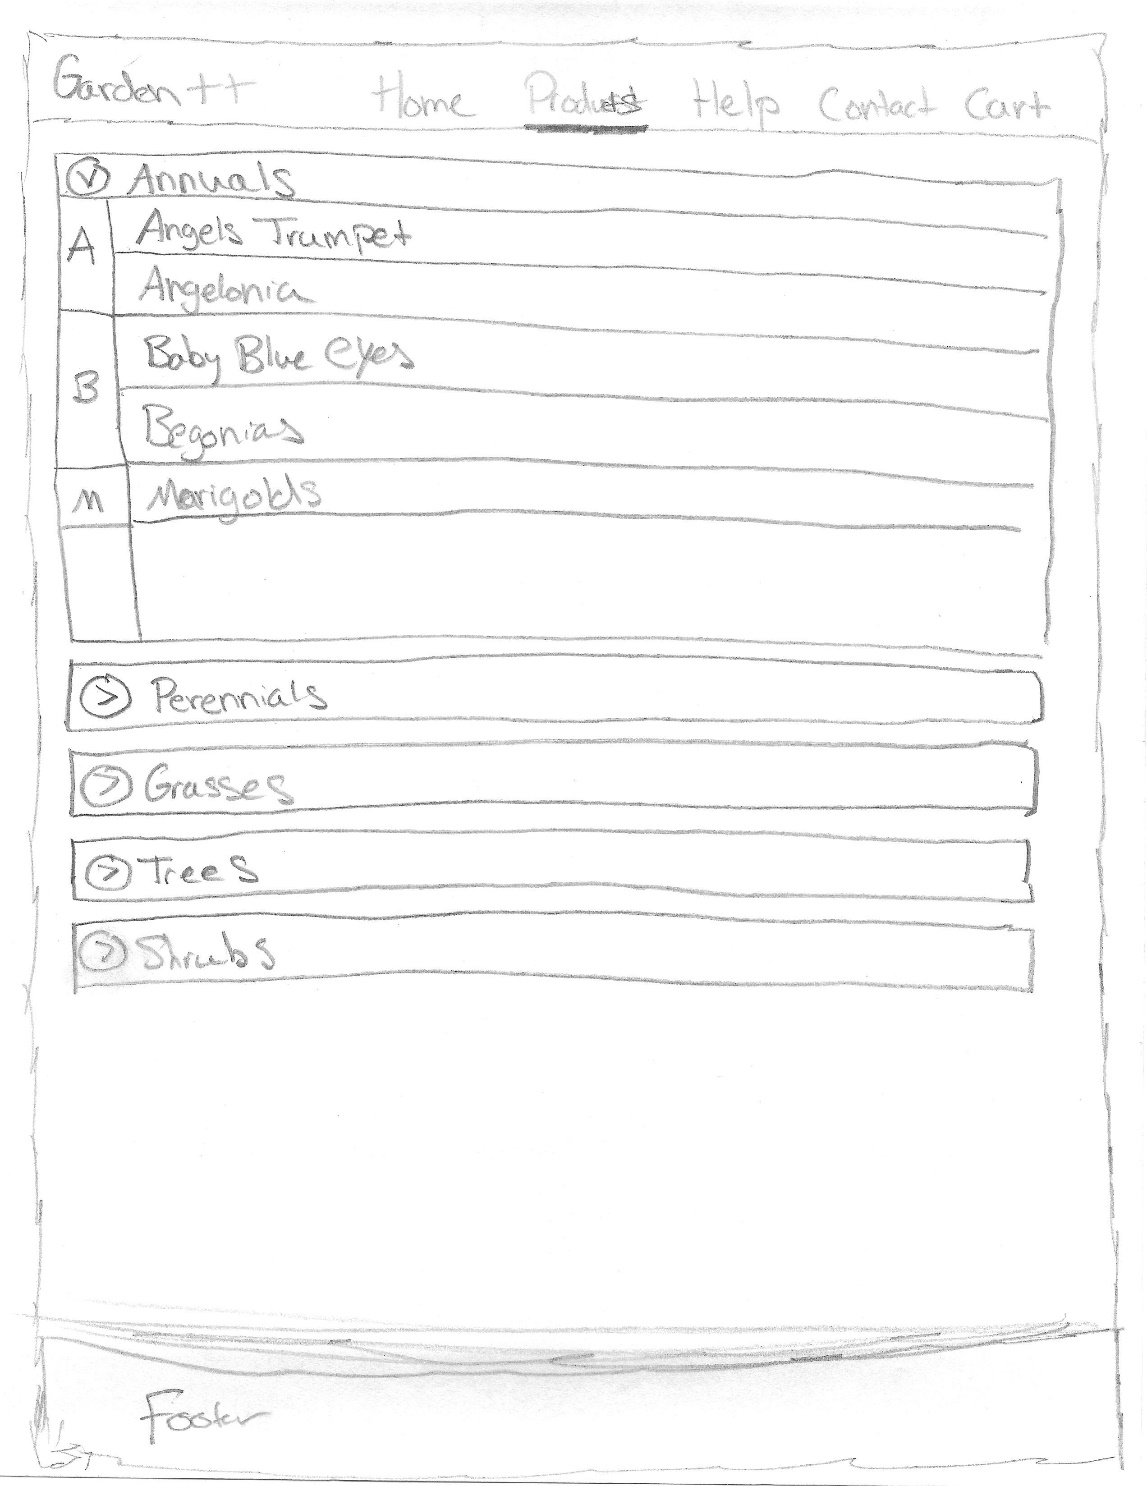 Garden ++ Home Products Help Contact Cart
Annuals
A
Angels Trumpet
Angelonia
B
Baby Blue eyes
Begonias
M
Marigolds
Perennials
Grasses
Trees
Shrubs
Footer